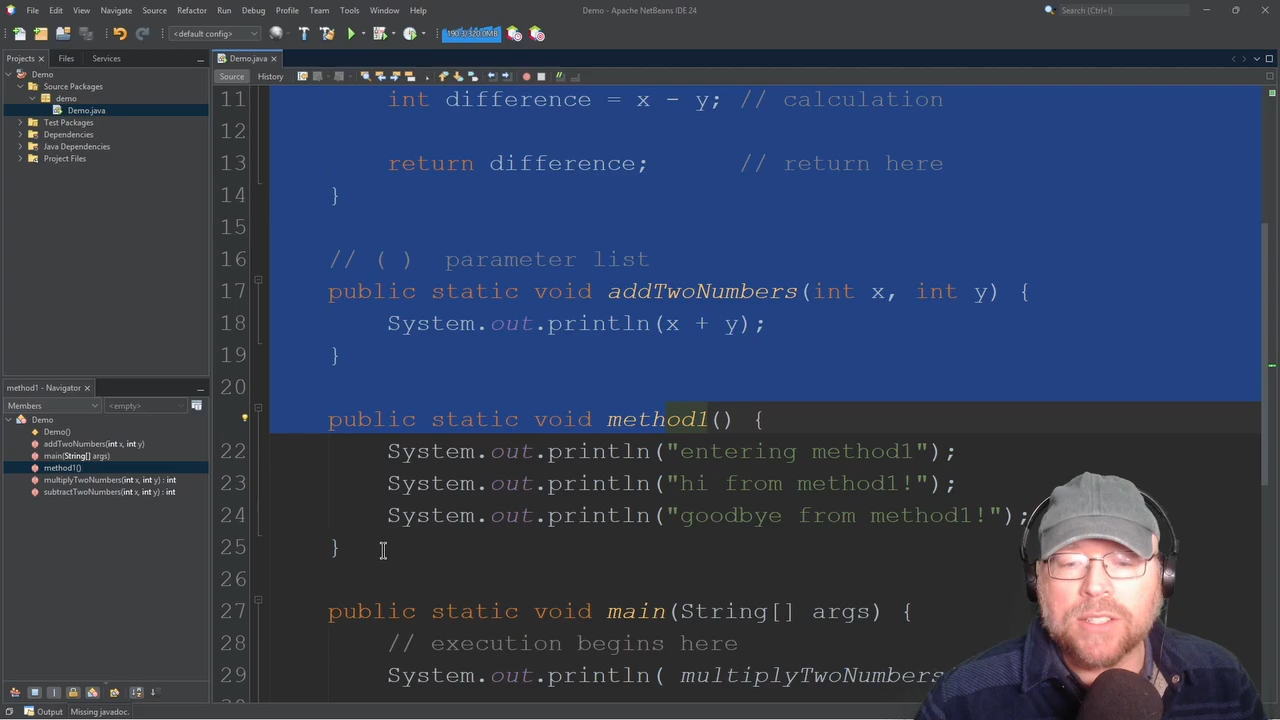 File Edit View Navigate Source Refactor Run Debug Profile Team Tools Window Help
Demo - Apache NetBeans IDE 24
Search (Ctrl+I)
<default config>
190.3/320.0MB
Projects Files Services
Demo
Source Packages
demo
Demo.java
Test Packages
Dependencies
Java Dependencies
Project Files
method1 - Navigator
Members <empty>
Demo
Demo()
addTwoNumbers(int x, int y)
main(String[] args)
method1()
multiplyTwoNumbers(int x, int y) : int
subtractTwoNumbers(int x, int y) : int
Demo.java
Source History
11 int difference = x - y; // calculation
12
13 return difference; // return here
14 }
15
16 // ( ) parameter list
17 public static void addTwoNumbers(int x, int y) {
18 System.out.println(x + y);
19 }
20
public static void method1() {
22 System.out.println("entering method1");
23 System.out.println("hi from method1!");
24 System.out.println("goodbye from method1!");
25 }
26
27 public static void main(String[] args) {
28 // execution begins here
29 System.out.println( multiplyTwoNumbers
Output Missing javadoc.